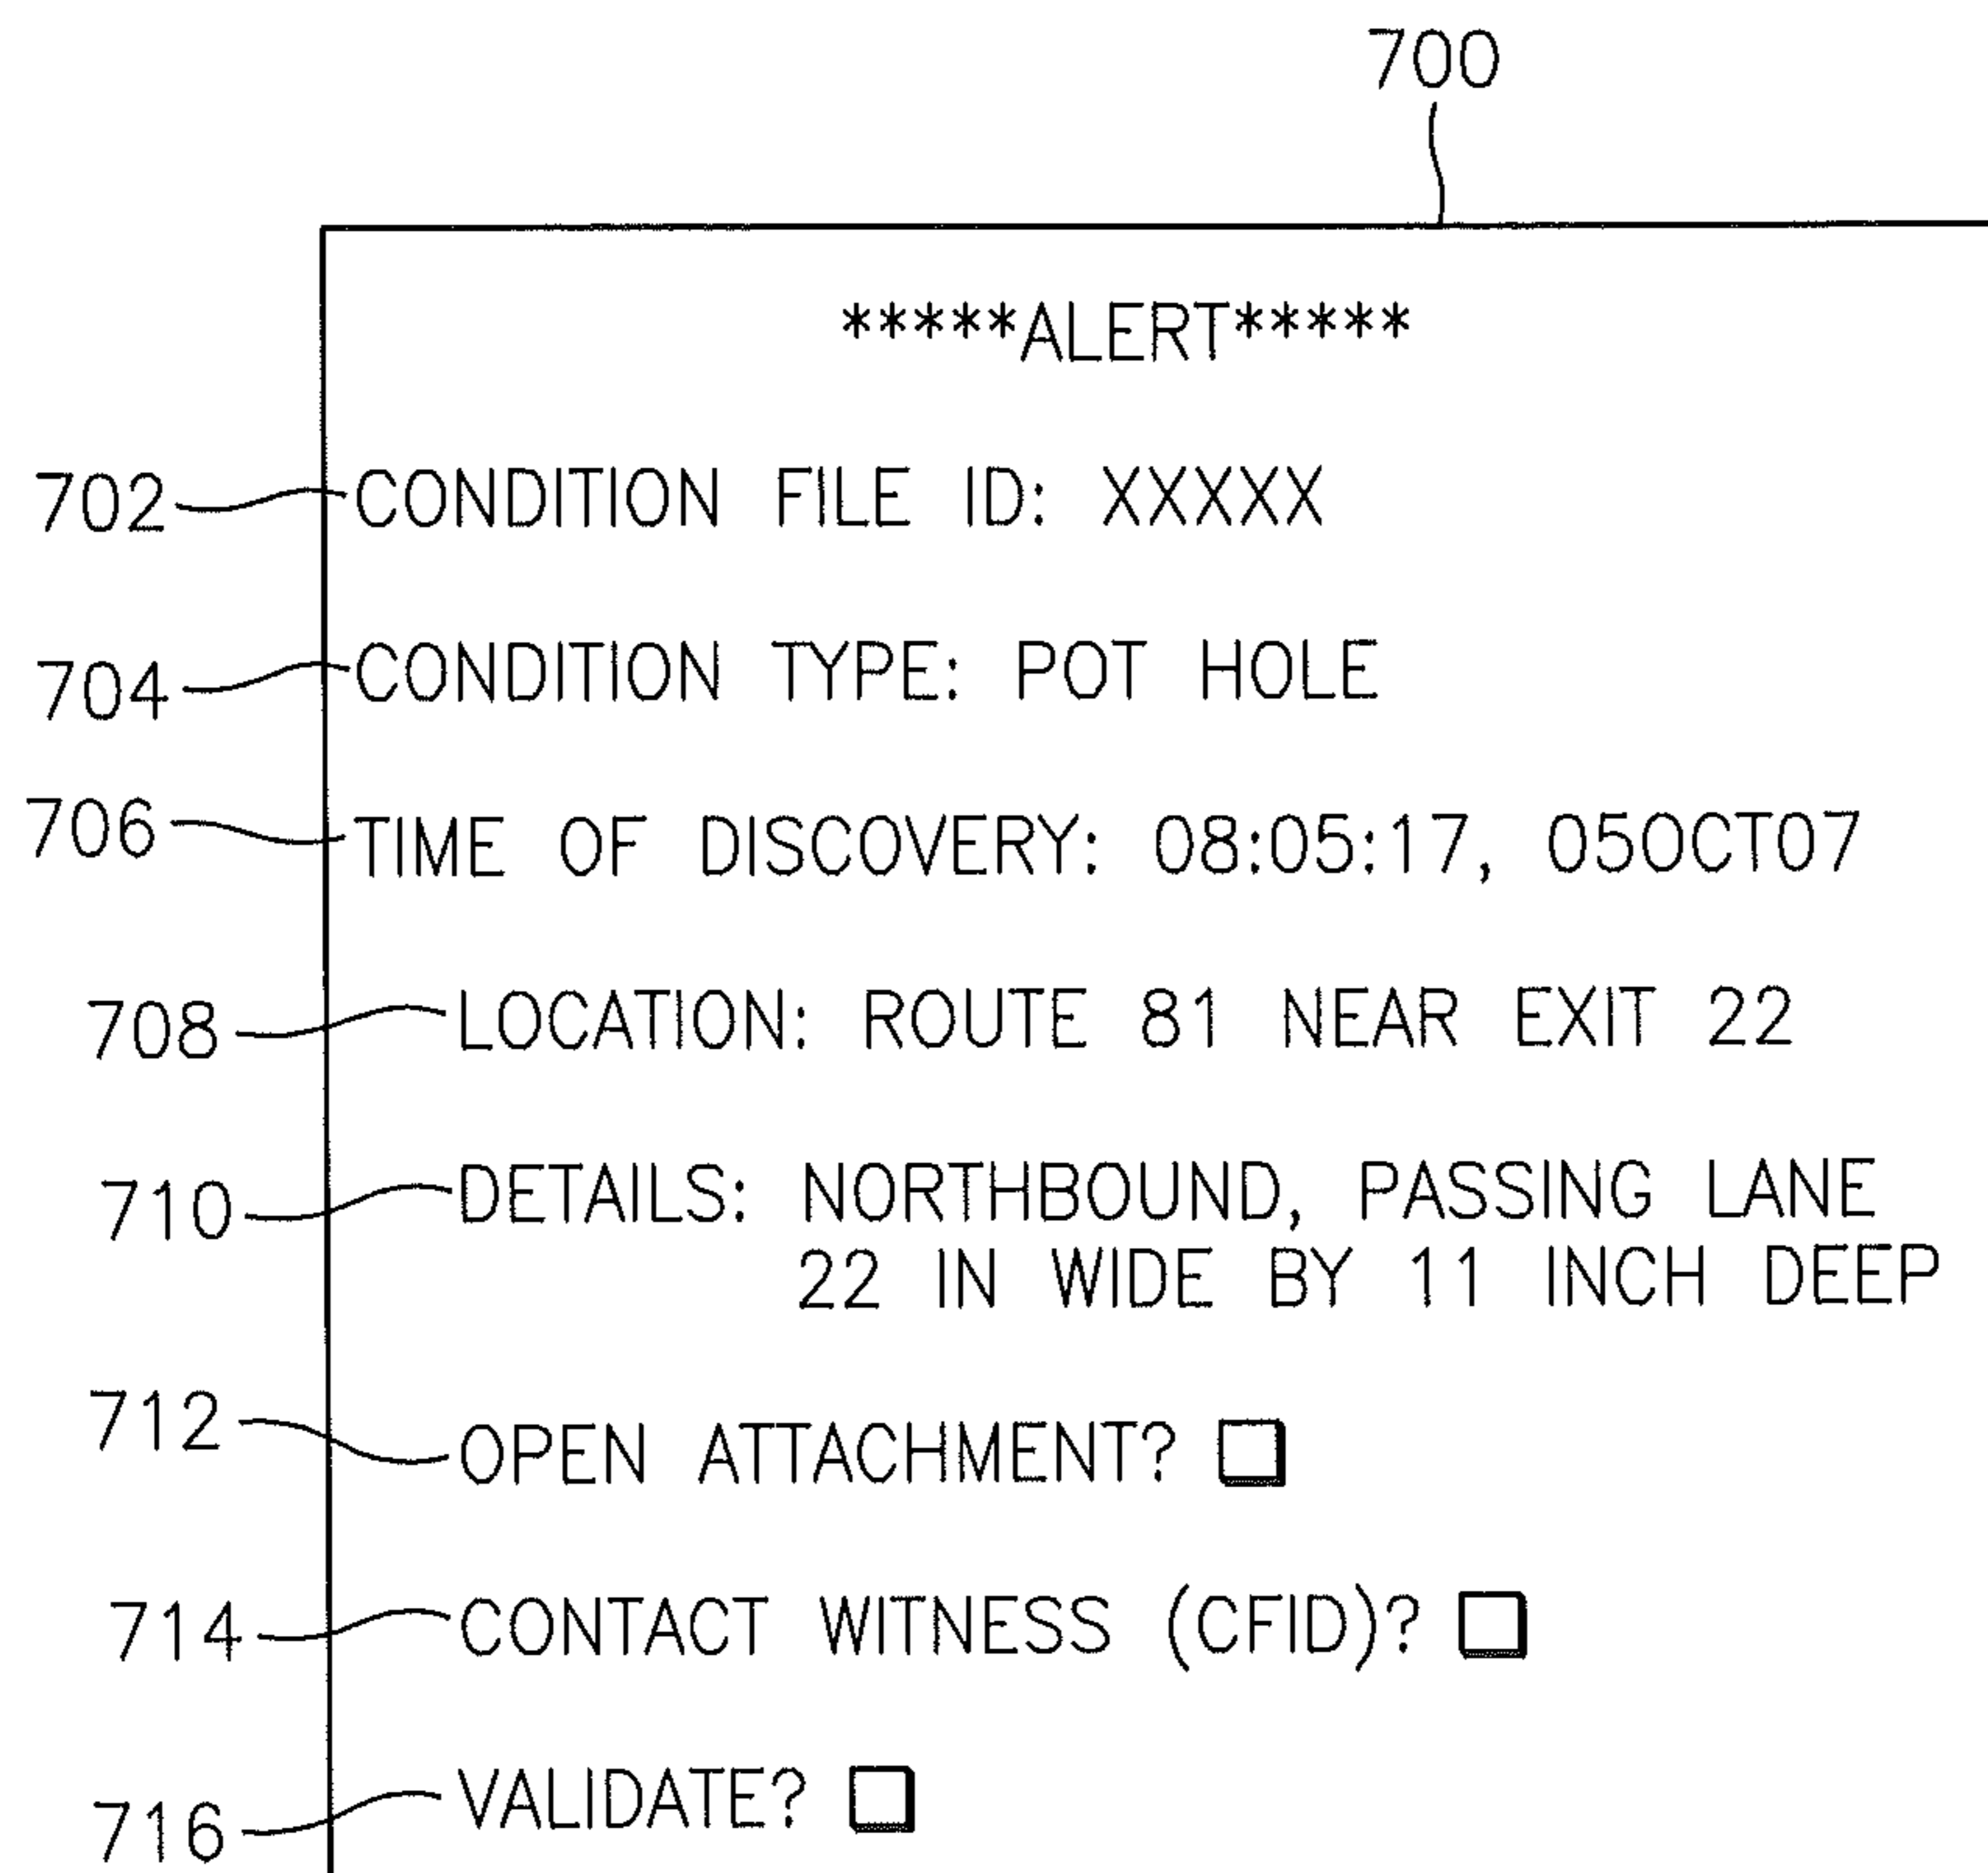 700
*****ALERT*****
702 CONDITION FILE ID: XXXXX
704 CONDITION TYPE: POT HOLE
706 TIME OF DISCOVERY: 08:05:17, 05OCT07
708 LOCATION: ROUTE 81 NEAR EXIT 22
710 DETAILS: NORTHBOUND, PASSING LANE
22 IN WIDE BY 11 INCH DEEP
712 OPEN ATTACHMENT?
714 CONTACT WITNESS (CFID)?
716 VALIDATE?